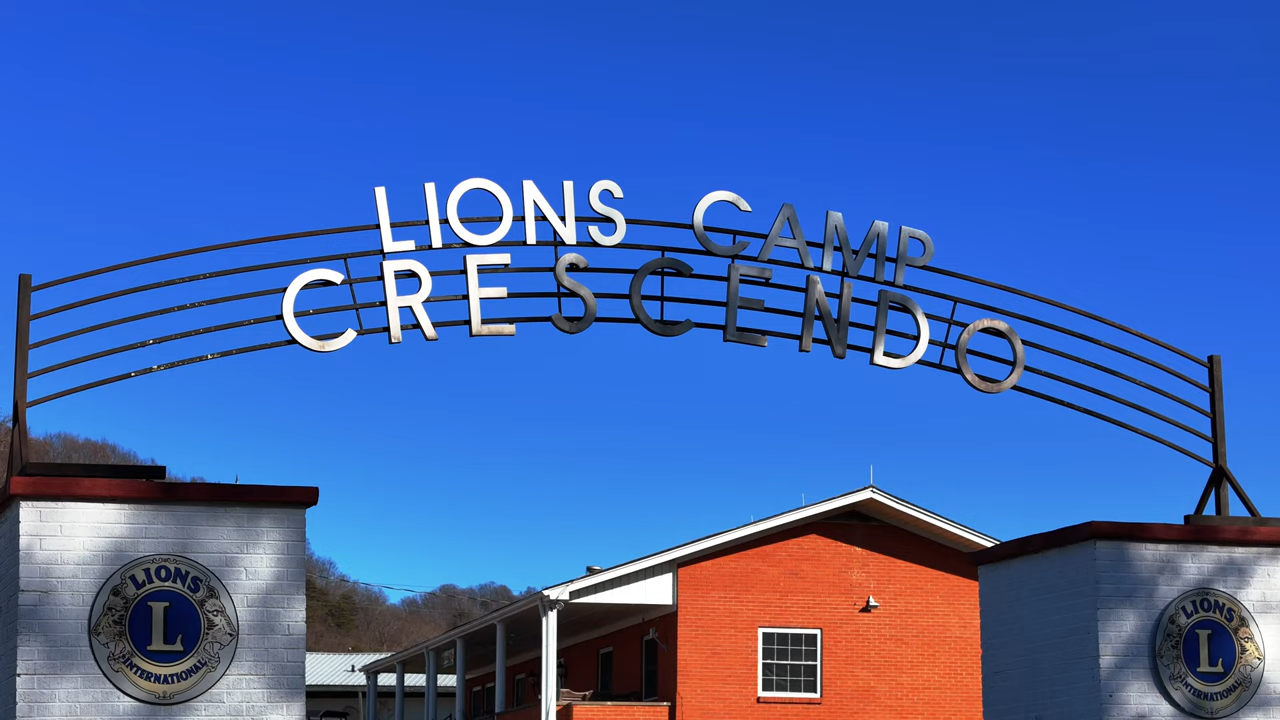 LIONS CAMP
CRESCENDO
LIONS
L
INTERNATIONAL
LIONS
L
INTERNATIONAL